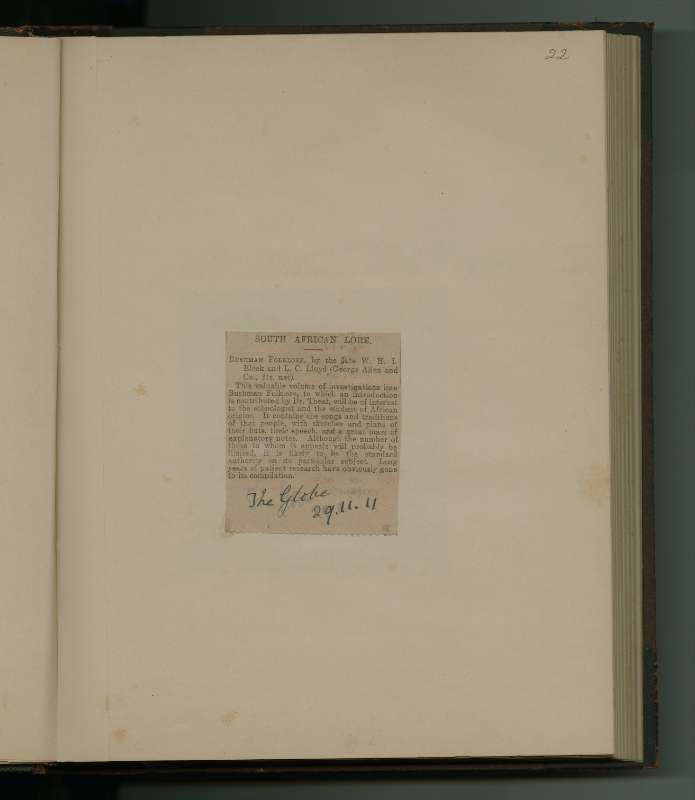 22
SOUTH AFRICAN LORE.
BUSHMAN FOLKLORE, by the late W. H. I.
Bleek and L. C. Lloyd (George Allen and
Co., 21s. net).
This valuable volume of investigations into
Bushman Folklore, to which an introduction
is contributed by Dr. Theal, will be of interest
to the ethnologist and the student of African
origins. It contains the songs and traditions
of that people, with sketches and plans of
their huts, their speech, and a great mass of
explanatory notes. Although the number of
those to whom it appeals will probably be
limited, it is likely to be the standard
authority on its particular subject. Long
years of patient research have obviously gone
to its compilation.
The Globe
29.11.11